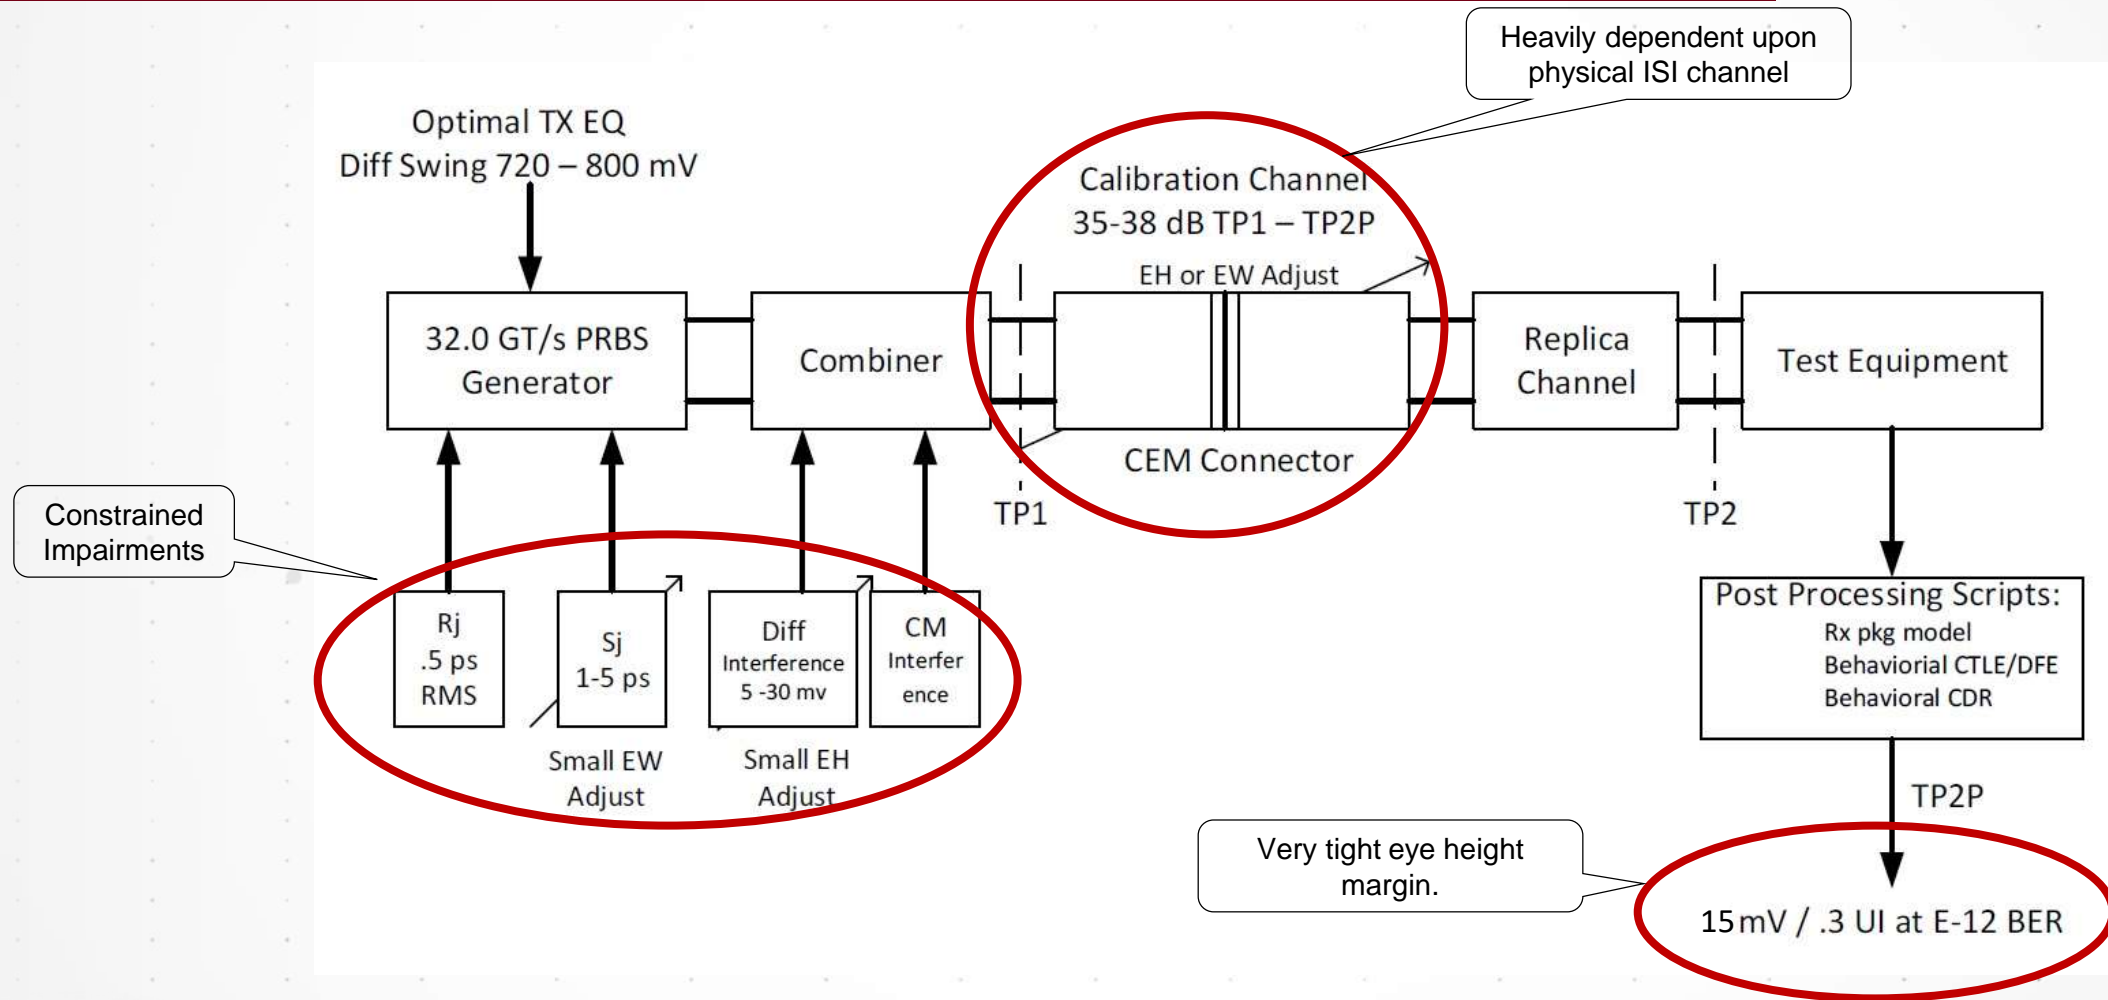 Heavily dependent upon
physical ISI channel
Optimal TX EQ
Diff Swing 720 – 800 mV
Calibration Channel
35-38 dB TP1 – TP2P
EH or EW Adjust
32.0 GT/s PRBS
Generator
Combiner
Replica
Channel
Test Equipment
CEM Connector
TP1
TP2
Constrained
Impairments
Rj
.5 ps
RMS
Sj
1-5 ps
Diff
Interference
5 -30 mv
CM
Interfer
ence
Small EW
Adjust
Small EH
Adjust
Post Processing Scripts:
Rx pkg model
Behaviorial CTLE/DFE
Behavioral CDR
TP2P
Very tight eye height
margin.
15mV / .3 UI at E-12 BER